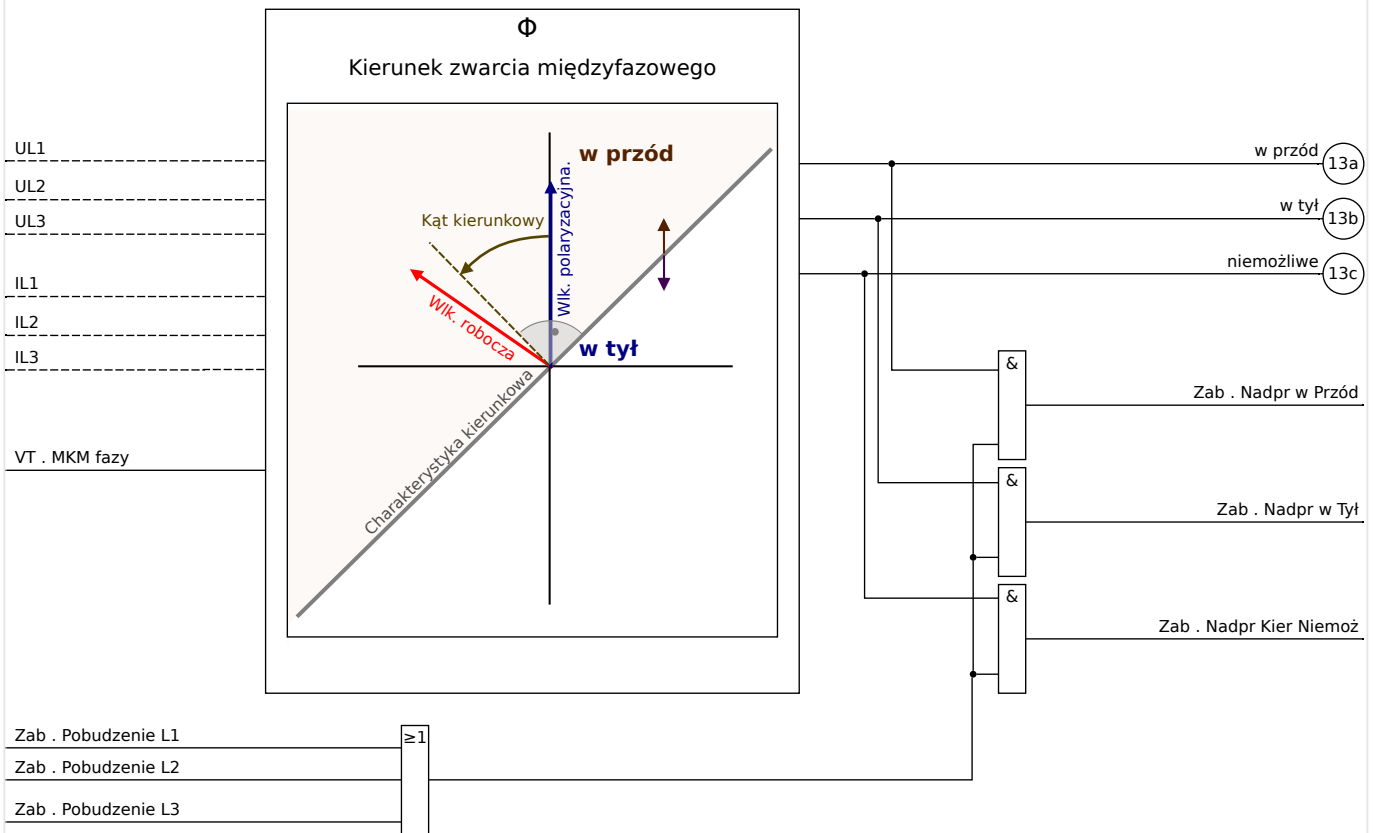 Φ
Kierunek zwarcia międzyfazowego
UL1
UL2
UL3
IL1
IL2
IL3
VT . MKM fazy
w przód
Wlk. polaryzacyjna.
Kąt kierunkowy
Wlk. robocza
w tył
Charakterystyka kierunkowa
w przód
13a
w tył
13b
niemożliwe
13c
&
Zab . Nadpr w Przód
&
Zab . Nadpr w Tył
&
Zab . Nadpr Kier Niemoż
Zab . Pobudzenie L1
≥1
Zab . Pobudzenie L2
Zab . Pobudzenie L3